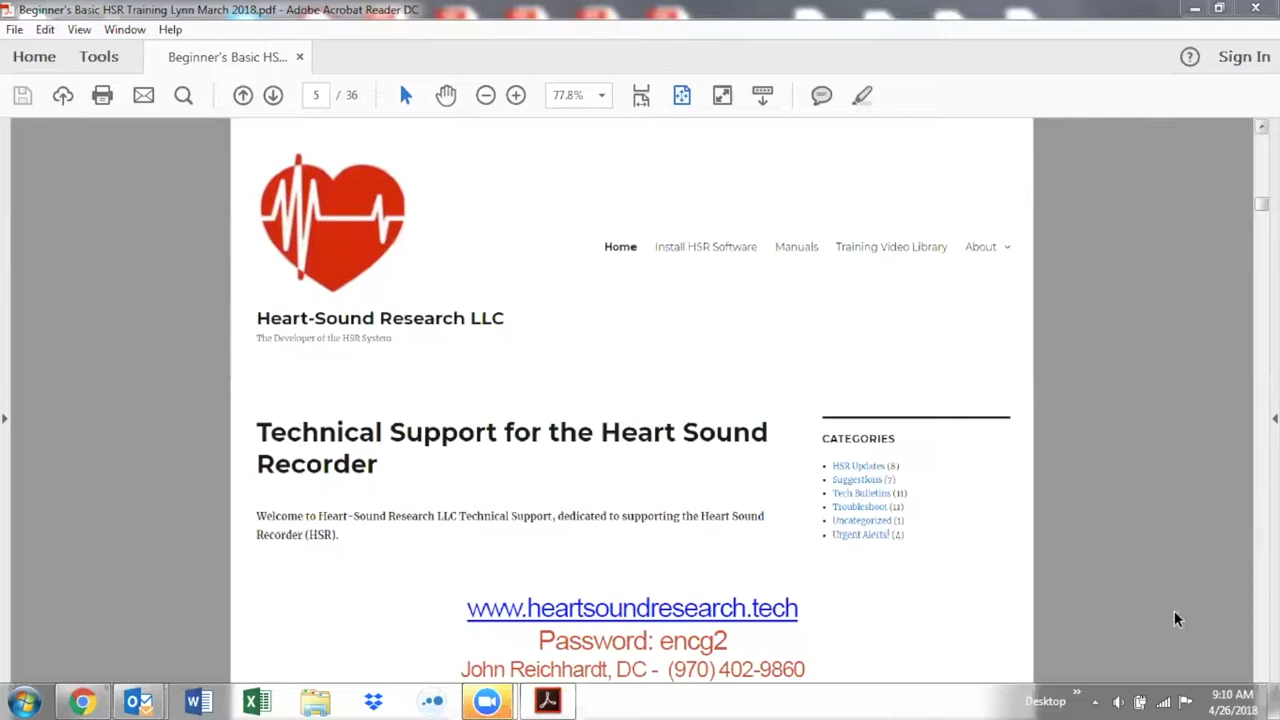 Beginner's Basic HSR Training Lynn March 2018.pdf - Adobe Acrobat Reader DC
File Edit View Window Help
Home Tools Beginner's Basic HS... × ? Sign In
5 / 36 77.8%
Home Install HSR Software Manuals Training Video Library About
Heart-Sound Research LLC
The Developer of the HSR System
Technical Support for the Heart Sound
Recorder
Welcome to Heart-Sound Research LLC Technical Support, dedicated to supporting the Heart Sound
Recorder (HSR).
CATEGORIES
HSR Updates (8)
Suggestions (7)
Tech Bulletins (11)
Troubleshoot (11)
Uncategorized (1)
Urgent Alerts! (4)
www.heartsoundresearch.tech
Password: encg2
John Reichhardt, DC - (970) 402-9860
Desktop » 9:10 AM
4/26/2018